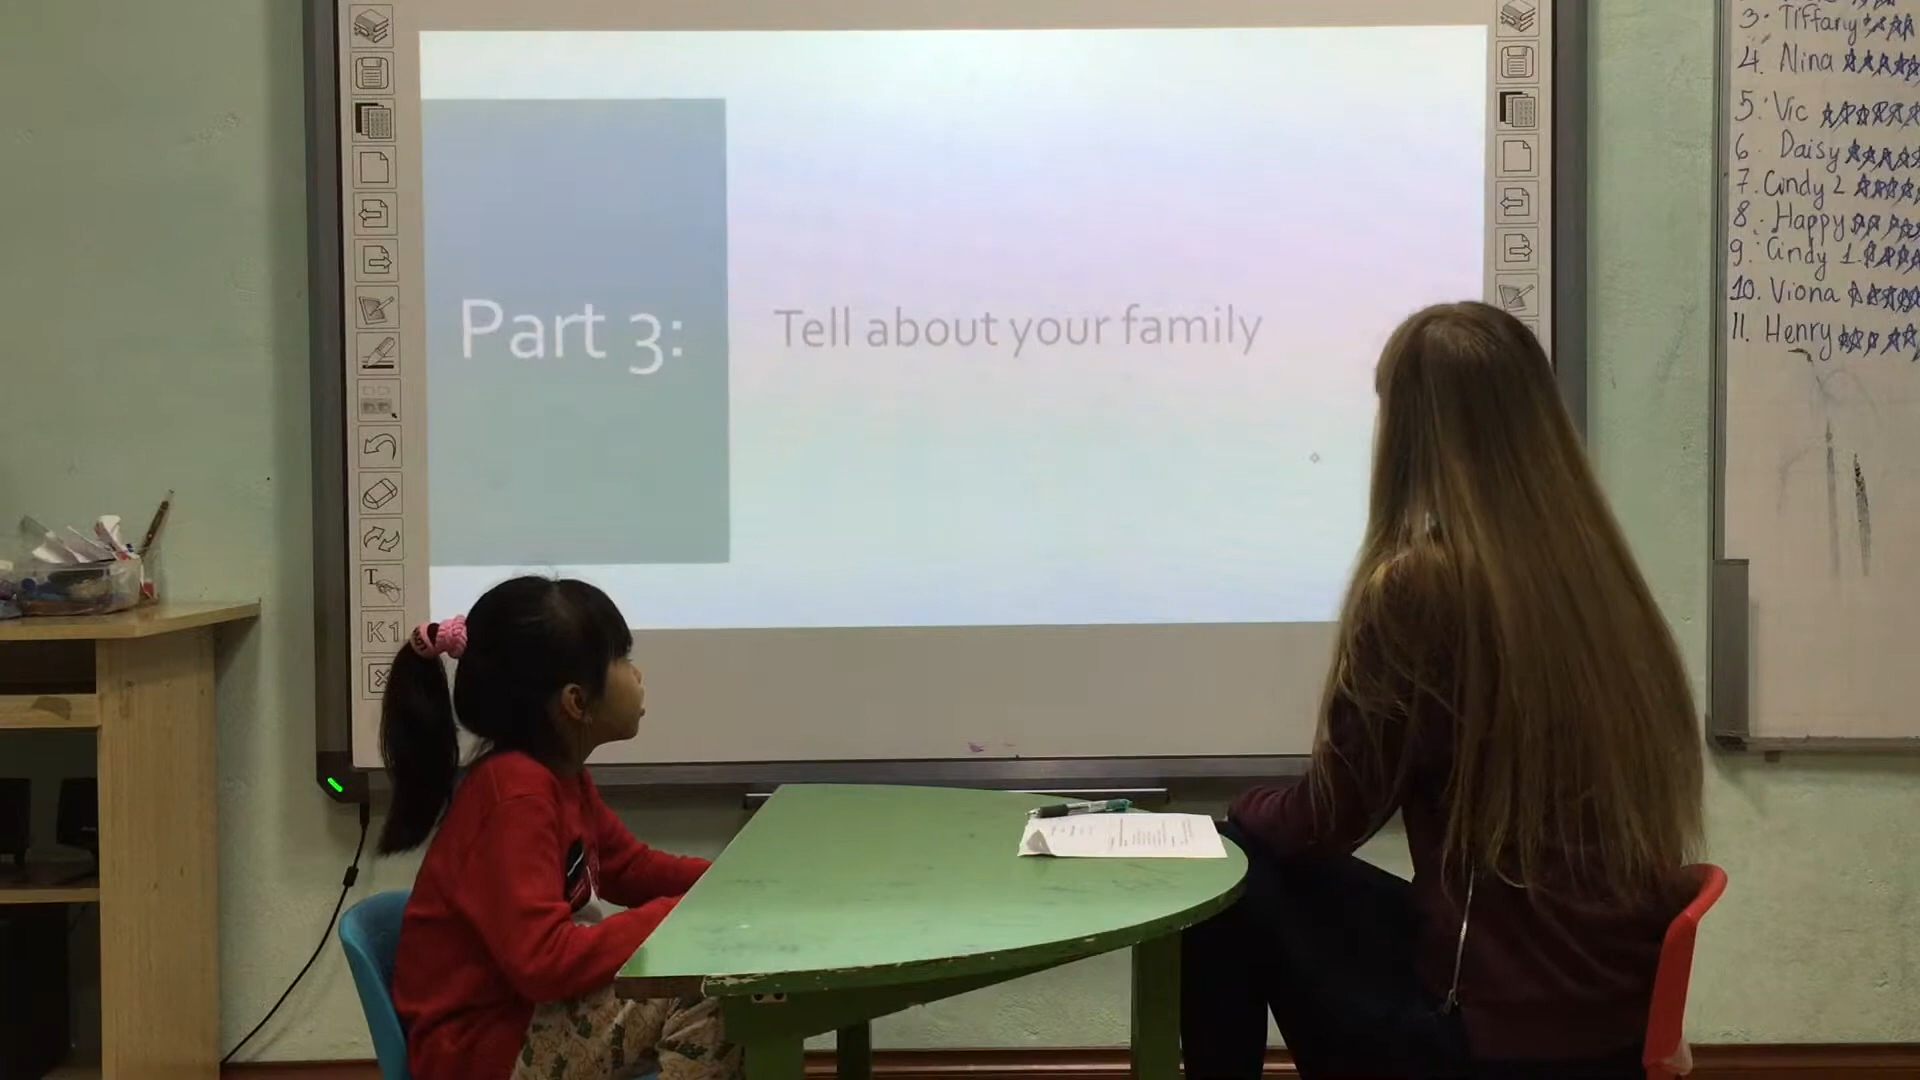 Part 3:
Tell about your family
T
K1
3. Tiffany
4. Nina
5. Vic
6. Daisy
7. Cindy 2
8. Happy
9. Cindy 1
10. Viona
11. Henry